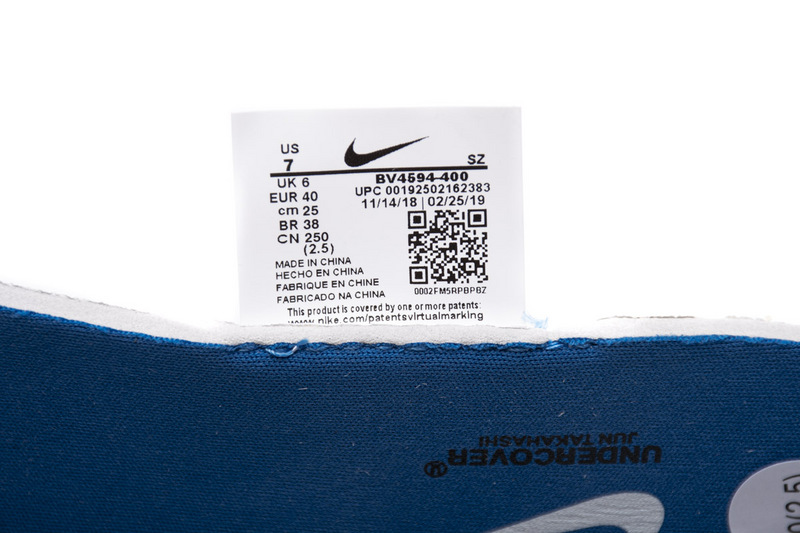 US
7
SZ
UK 6
EUR 40
cm 25
BR 38
CN 250
(2.5)
BV4594-400
UPC 00192502162383
11/14/18 | 02/25/19
0002FM5RPBPBZ
MADE IN CHINA
HECHO EN CHINA
FABRIQUE EN CHINE
FABRICADO NA CHINA
This product is covered by one or more patents:
www.nike.com/patentsvirtualmarking
UNDERCOVER
JUN TAKAHASHI